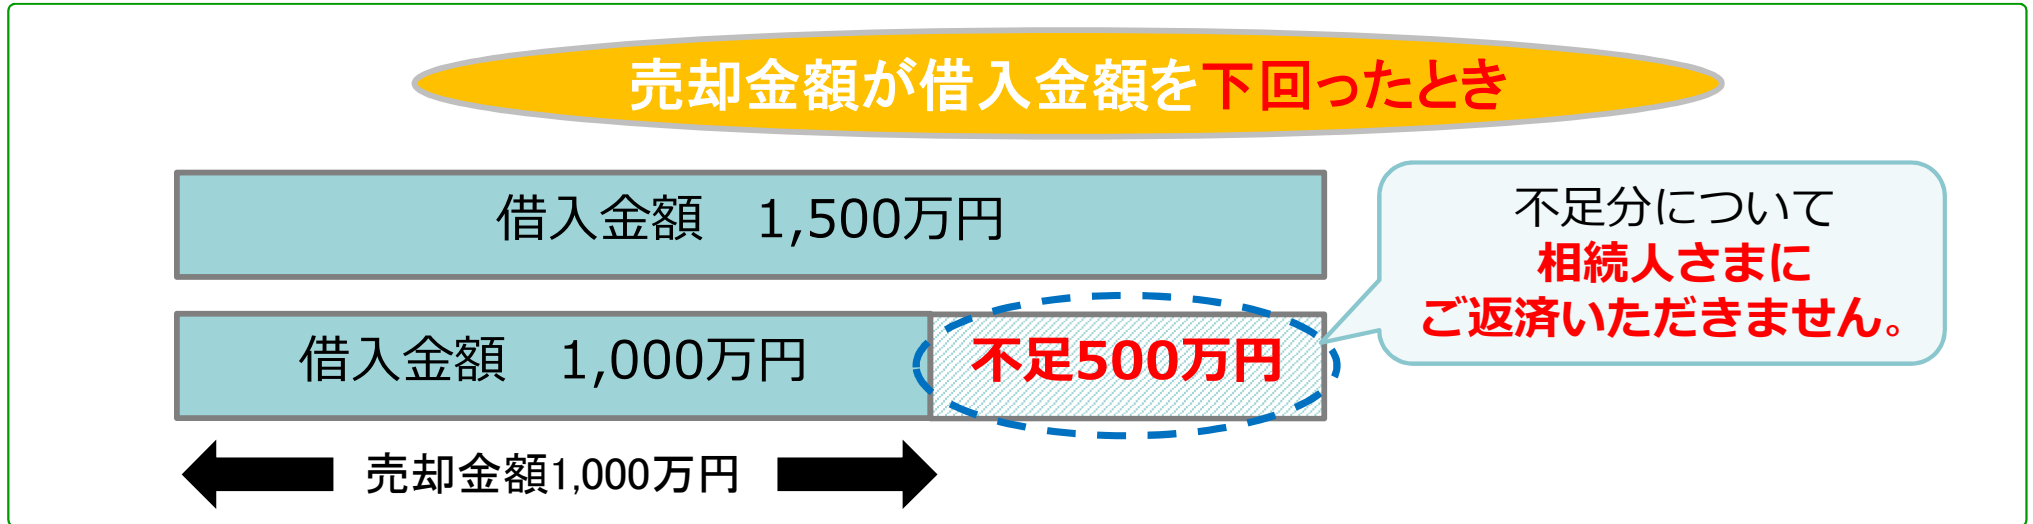 売却金額が借入金額を下回ったとき
借入金額　1,500万円
不足分について
相続人さまに
ご返済いただきません。
借入金額　1,000万円
不足500万円
売却金額1,000万円